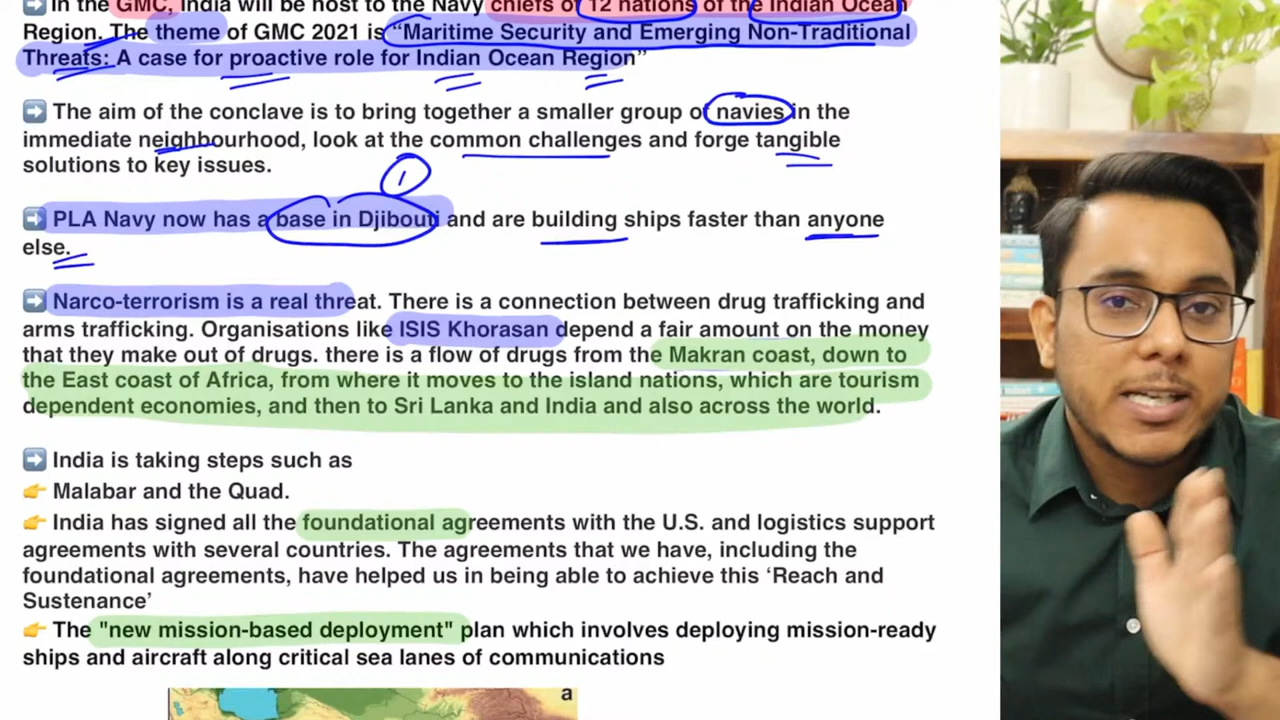 ➡️ In the GMC, India will be host to the Navy chiefs of 12 nations of the Indian Ocean
Region. The theme of GMC 2021 is “Maritime Security and Emerging Non-Traditional
Threats: A case for proactive role for Indian Ocean Region”
➡️ The aim of the conclave is to bring together a smaller group of navies in the
immediate neighbourhood, look at the common challenges and forge tangible
solutions to key issues.
1
➡️ PLA Navy now has a base in Djibouti and are building ships faster than anyone
else.
➡️ Narco-terrorism is a real threat. There is a connection between drug trafficking and
arms trafficking. Organisations like ISIS Khorasan depend a fair amount on the money
that they make out of drugs. there is a flow of drugs from the Makran coast, down to
the East coast of Africa, from where it moves to the island nations, which are tourism
dependent economies, and then to Sri Lanka and India and also across the world.
➡️ India is taking steps such as
👉 Malabar and the Quad.
👉 India has signed all the foundational agreements with the U.S. and logistics support
agreements with several countries. The agreements that we have, including the
foundational agreements, have helped us in being able to achieve this ‘Reach and
Sustenance’
👉 The "new mission-based deployment" plan which involves deploying mission-ready
ships and aircraft along critical sea lanes of communications
a